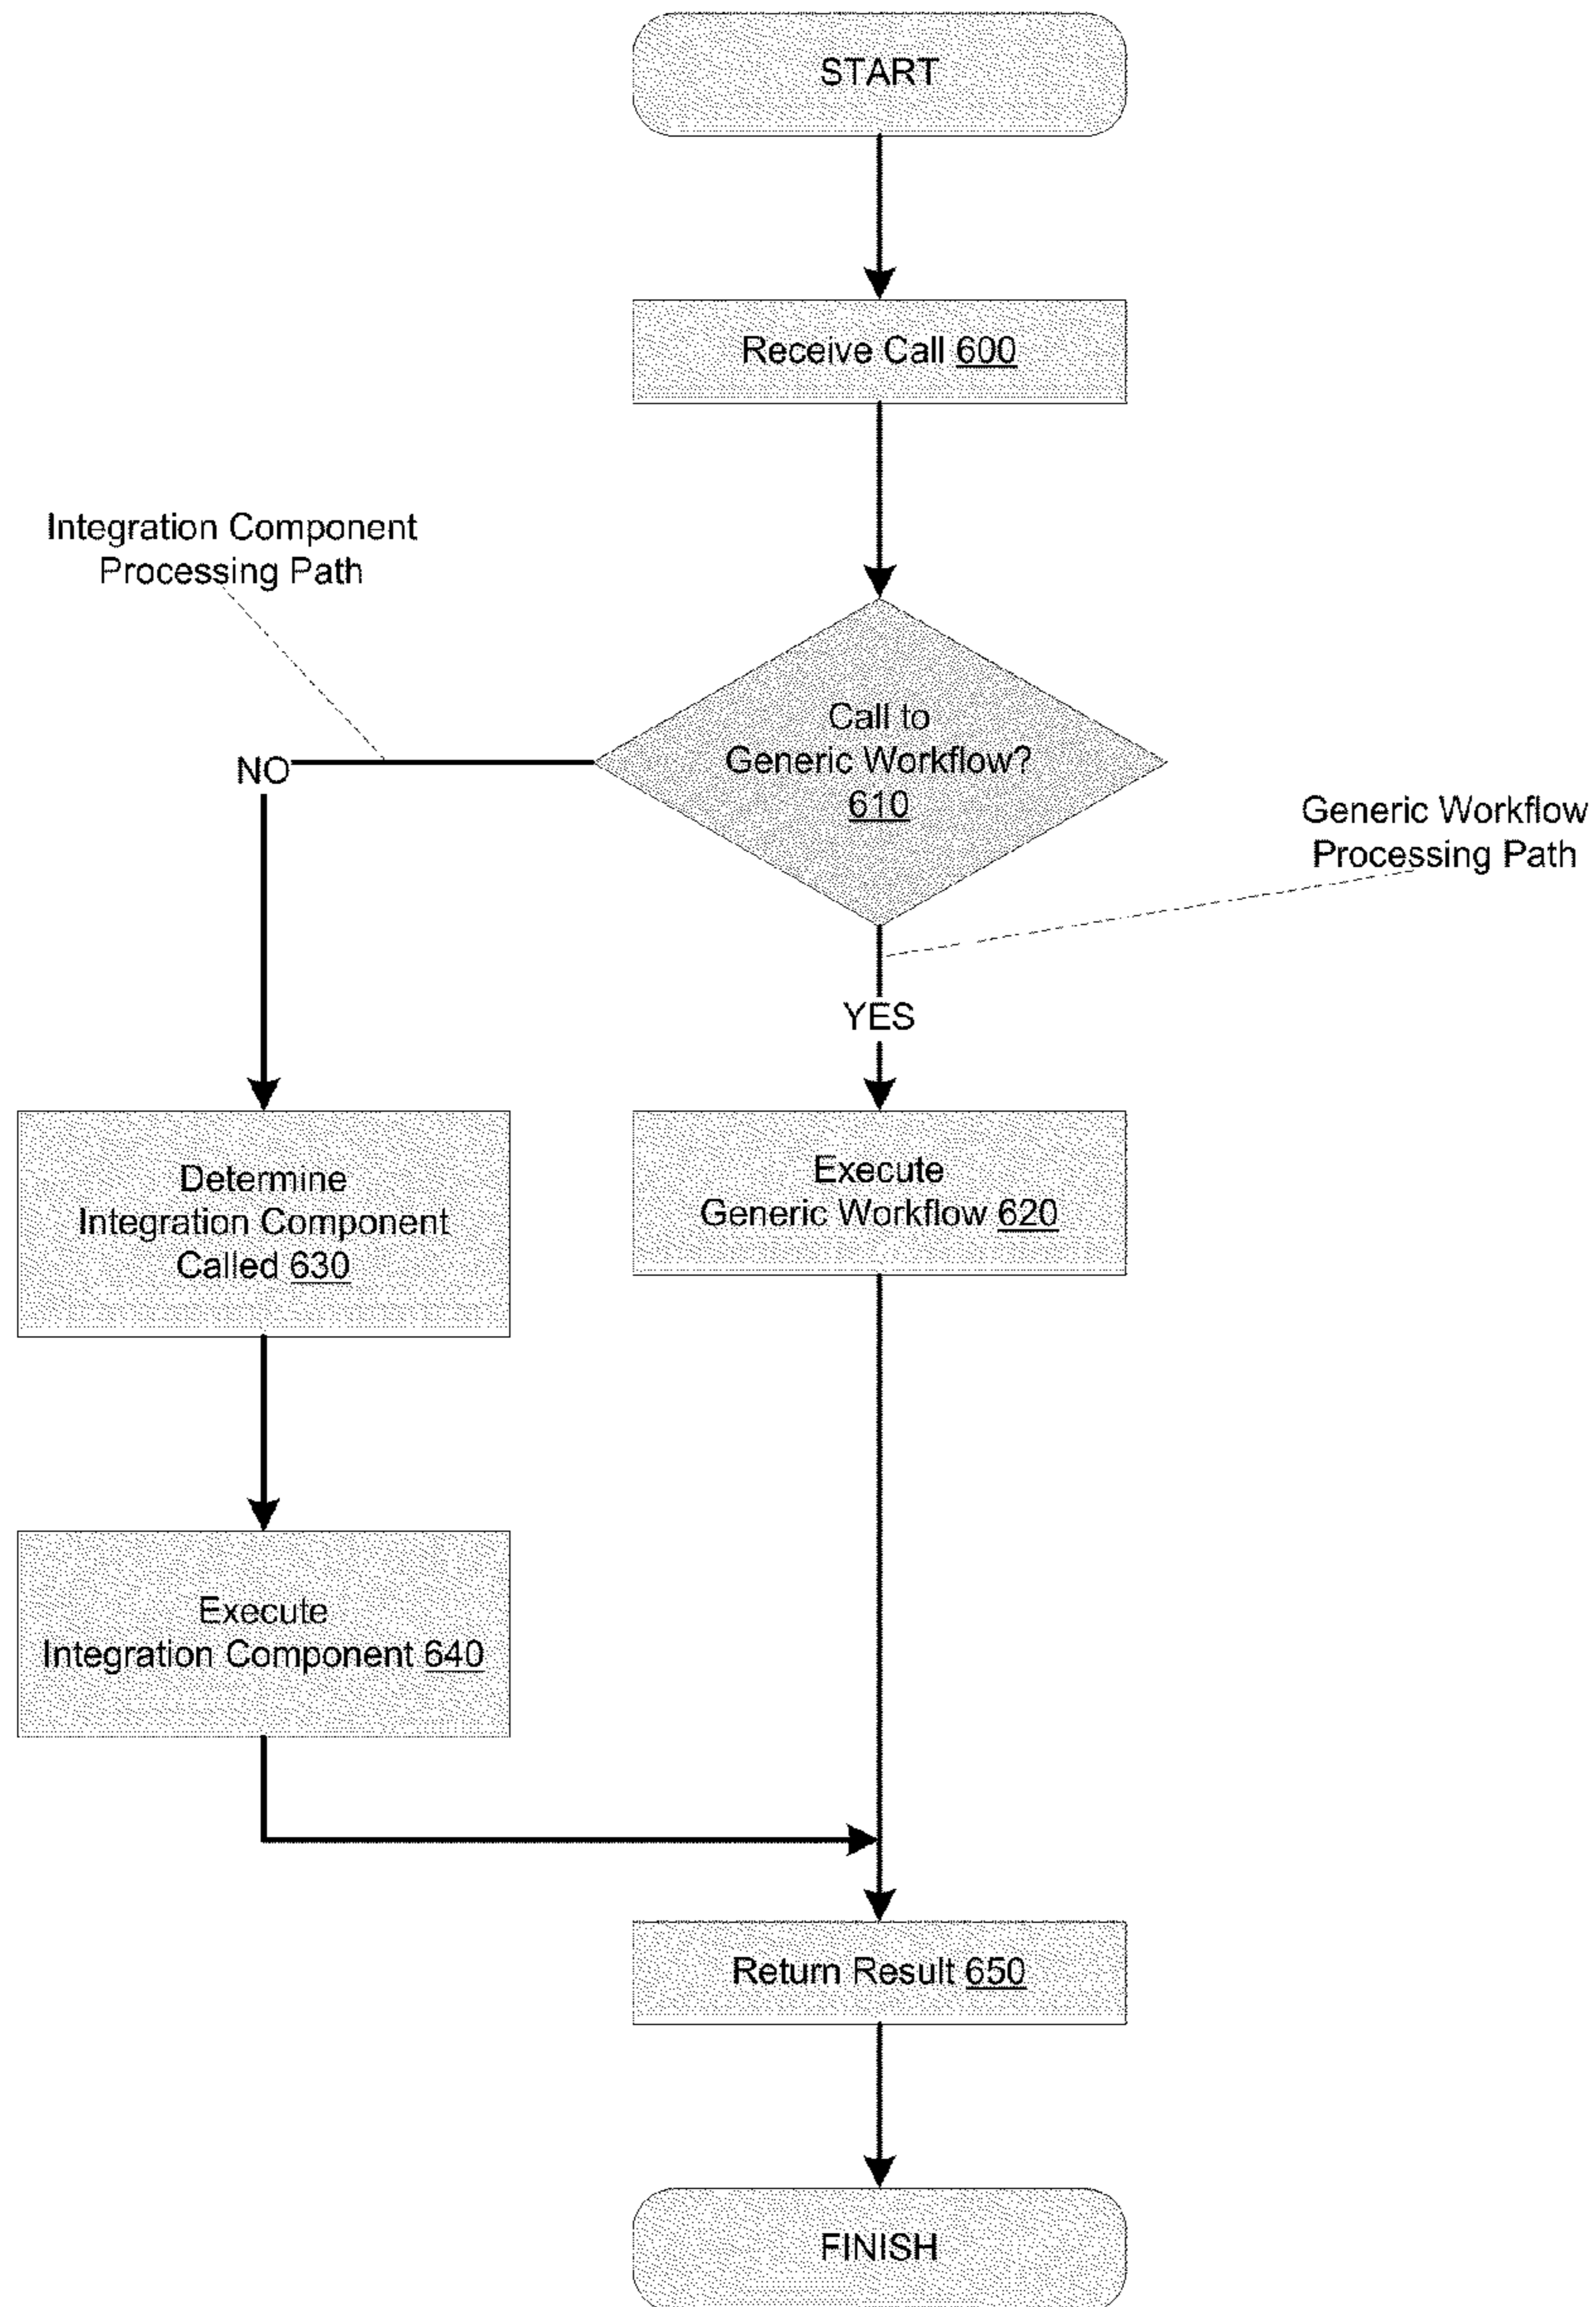 START
Receive Call 600
Integration Component
Processing Path
Call to
Generic Workflow?
610
NO
Generic Workflow
Processing Path
YES
Determine
Integration Component
Called 630
Execute
Generic Workflow 620
Execute
Integration Component 640
Return Result 650
FINISH